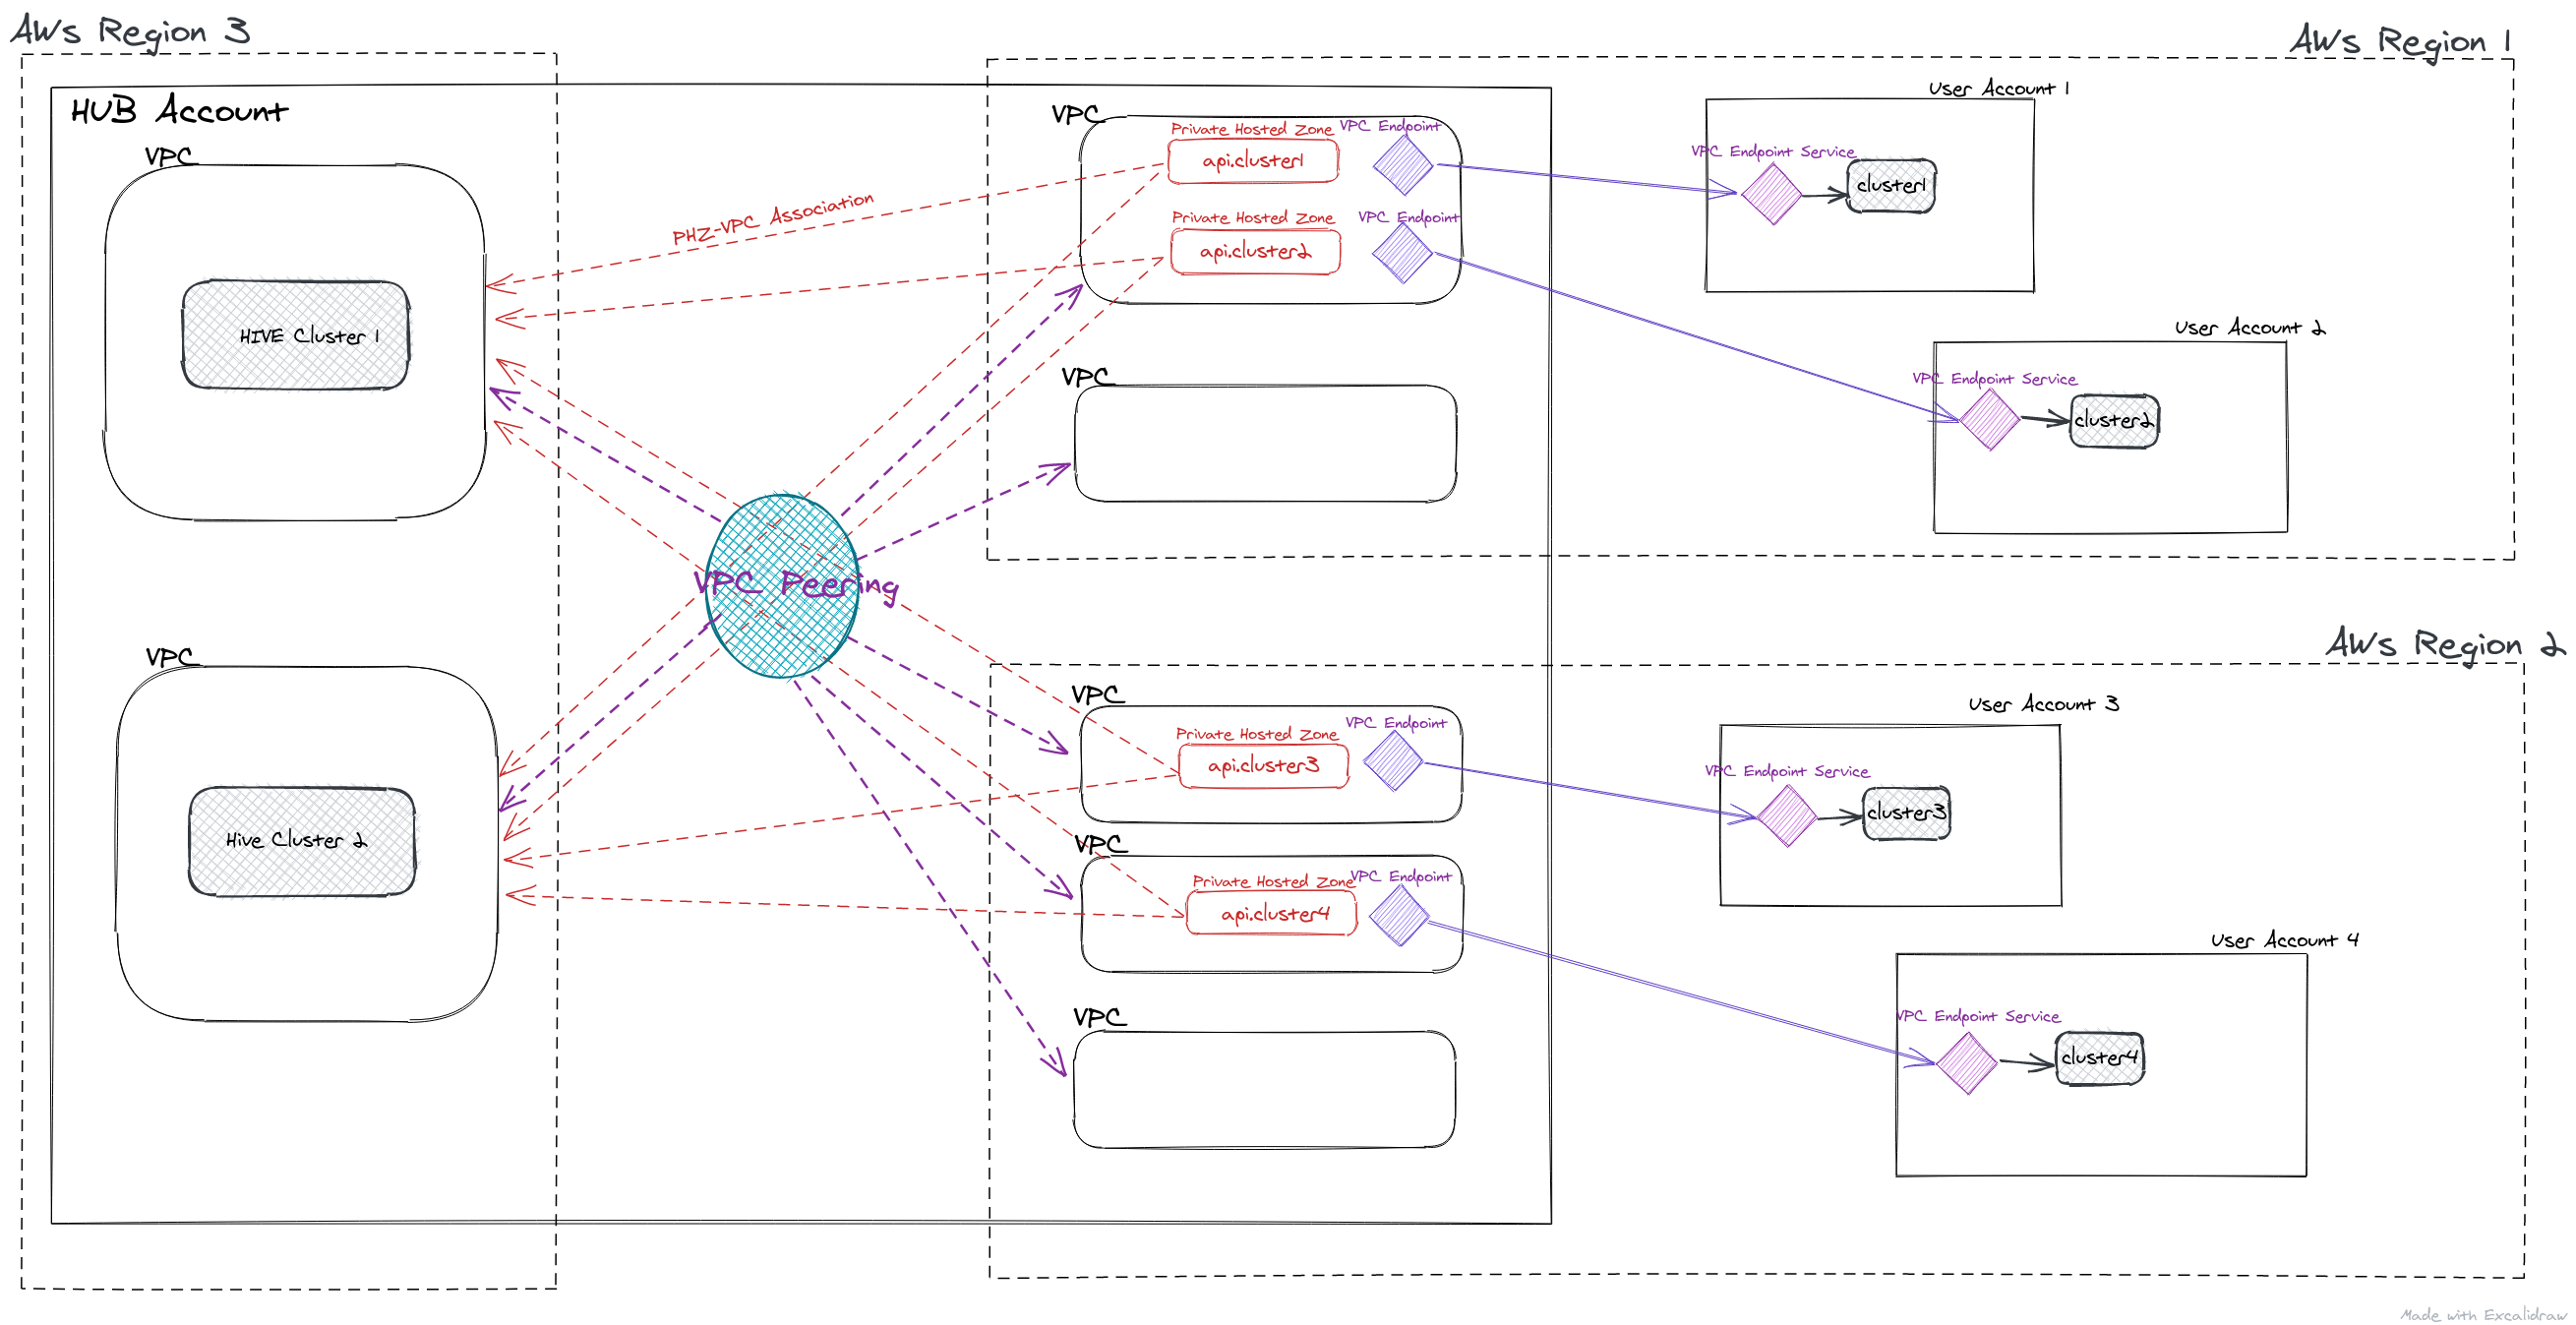 AWs Region 3
HUB Account
VPC
HIVE Cluster 1
VPC
Hive Cluster 2
PHZ-VPC Association
VPC Peering
AWs Region 1
VPC
Private Hosted Zone
VPC Endpoint
api.cluster1
Private Hosted Zone
VPC Endpoint
api.cluster2
VPC
User Account 1
VPC Endpoint Service
cluster1
User Account 2
VPC Endpoint Service
cluster2
AWs Region 2
VPC
Private Hosted Zone
VPC Endpoint
api.cluster3
VPC
Private Hosted Zone
VPC Endpoint
api.cluster4
VPC
User Account 3
VPC Endpoint Service
cluster3
User Account 4
VPC Endpoint Service
cluster4
Made with Excalidraw